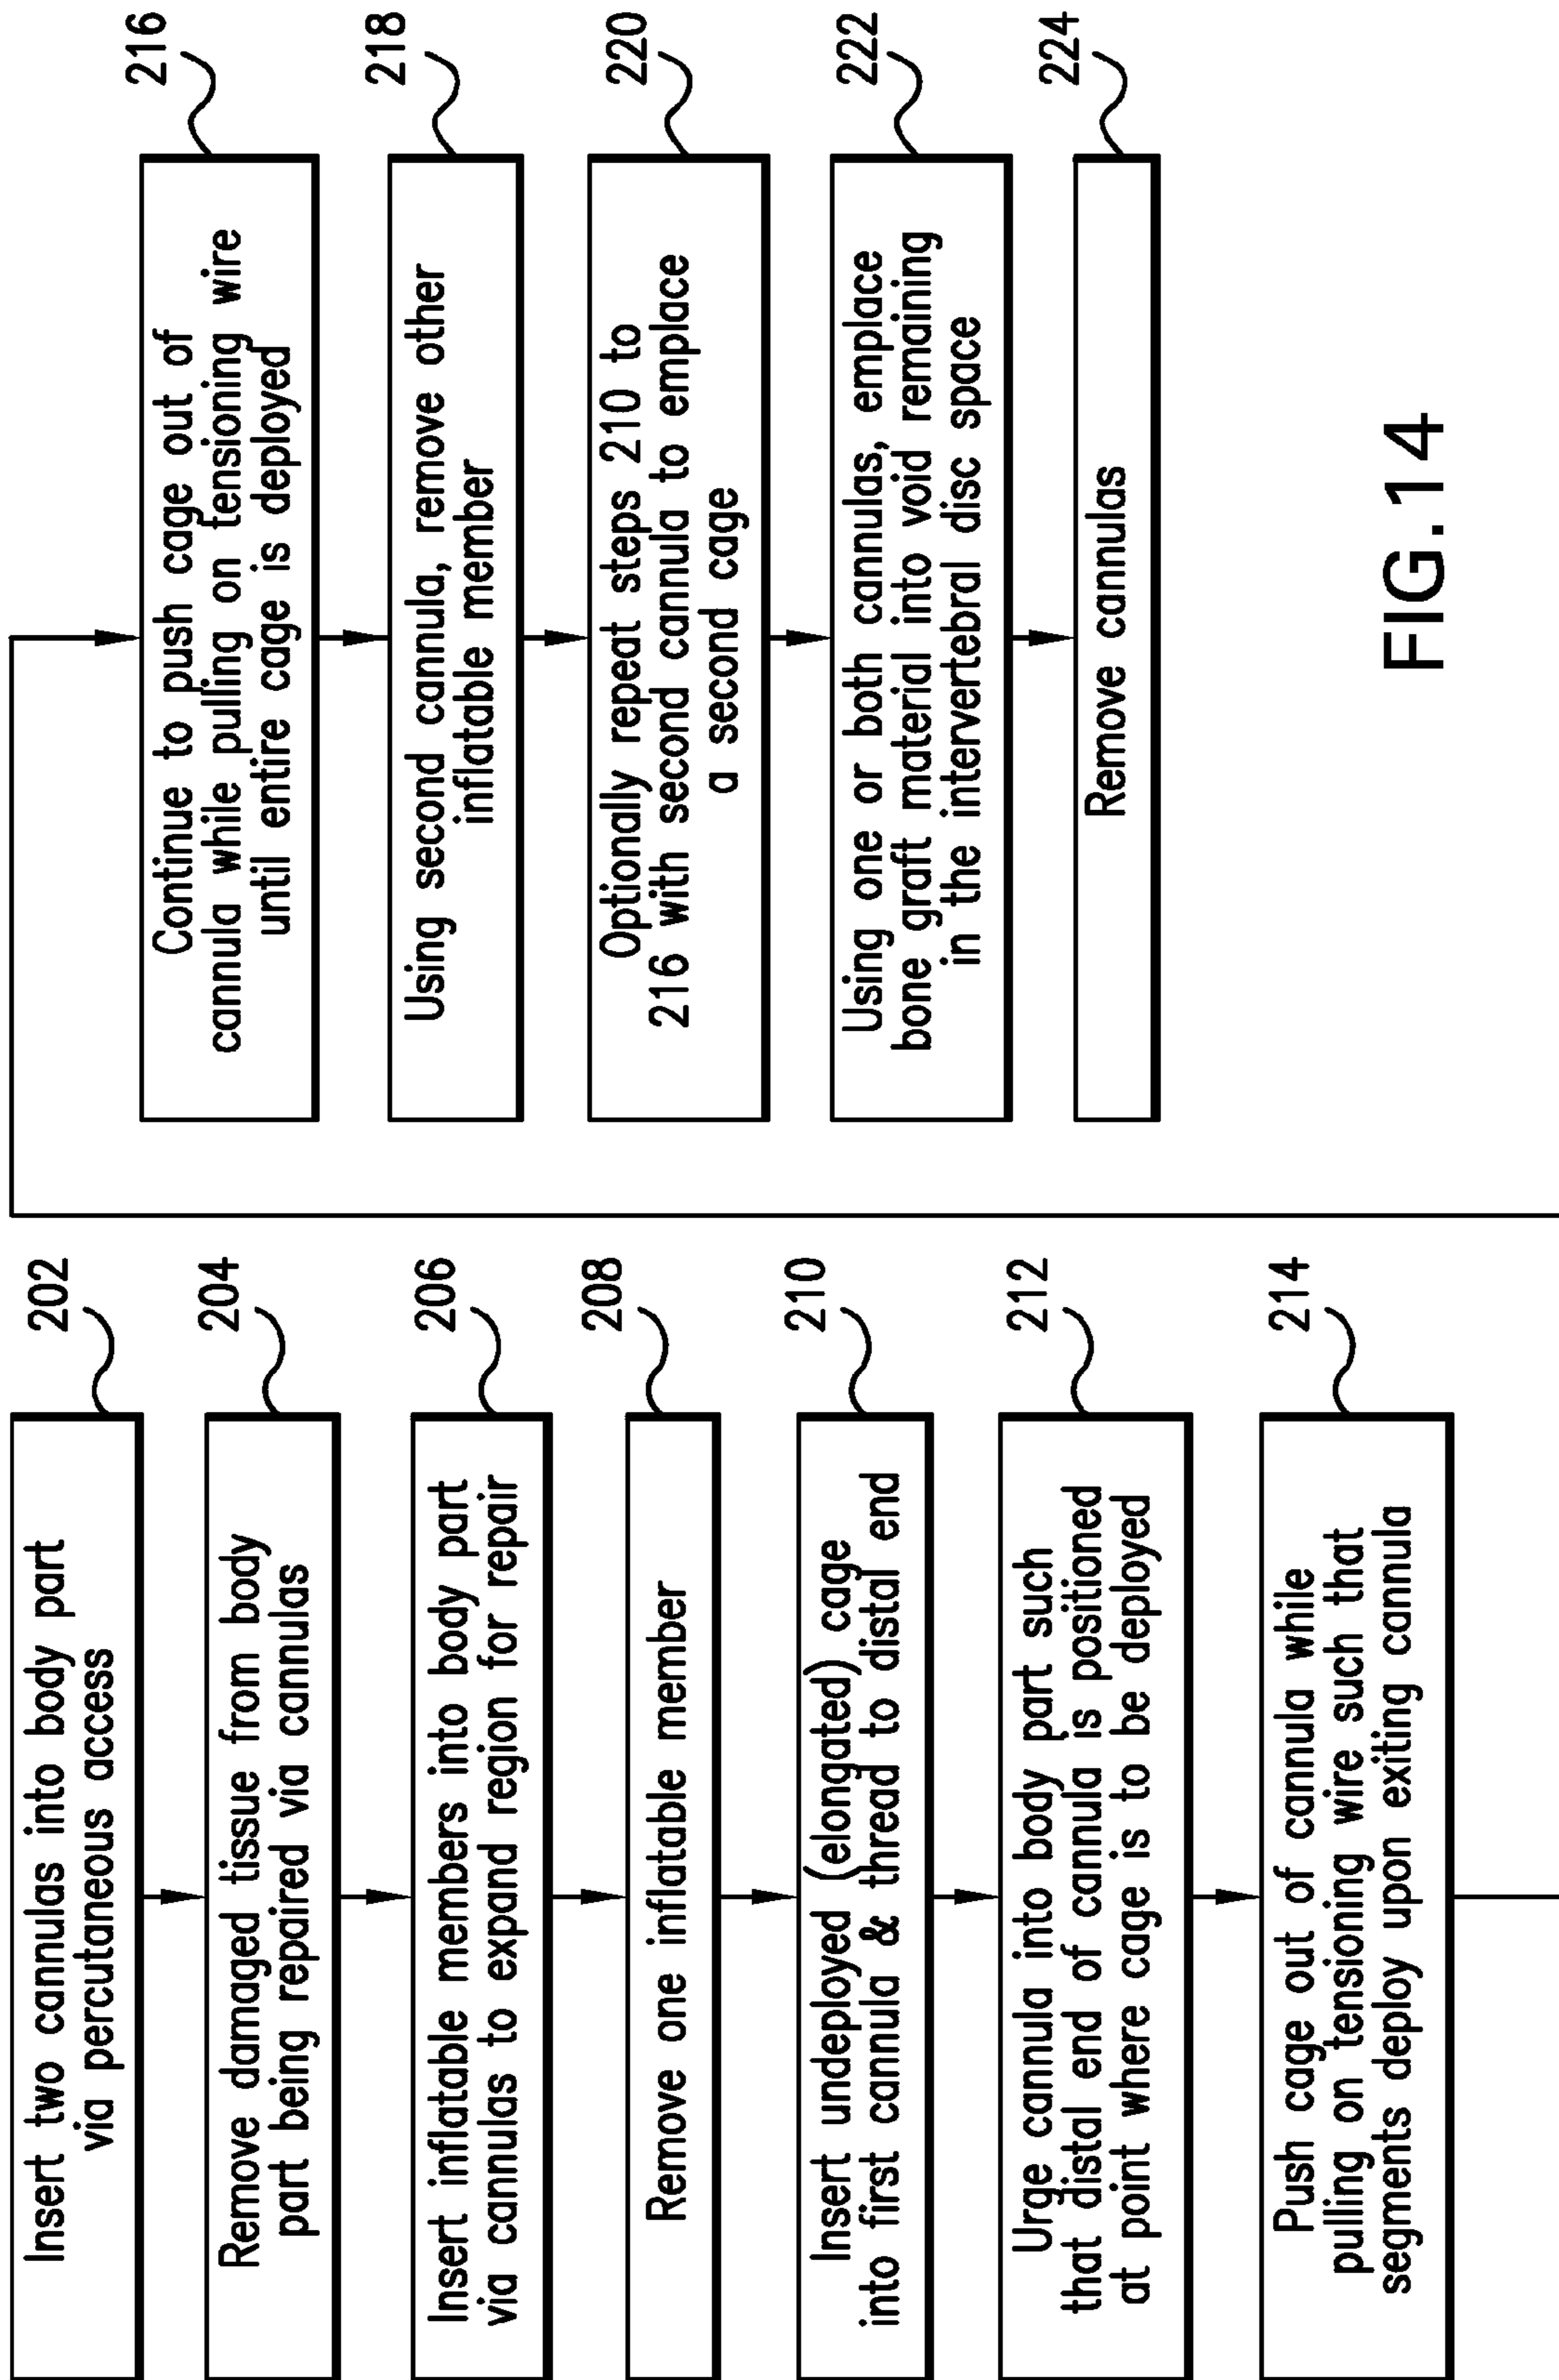 202
Insert two cannulas into body part
via percutaneous access
204
Remove damaged tissue from body
part being repaired via cannulas
206
Insert inflatable members into body part
via cannulas to expand region for repair
208
Remove one inflatable member
210
Insert undeployed (elongated) cage
into first cannula & thread to distal end
212
Urge cannula into body part such
that distal end of cannula is positioned
at point where cage is to be deployed
214
Push cage out of cannula while
pulling on tensioning wire such that
segments deploy upon exiting cannula
216
Continue to push cage out of
cannula while pulling on tensioning wire
until entire cage is deployed
218
Using second cannula, remove other
inflatable member
220
Optionally repeat steps 210 to
216 with second cannula to emplace
a second cage
222
Using one or both cannulas, emplace
bone graft material into void remaining
in the intervertebral disc space
224
Remove cannulas
FIG.14